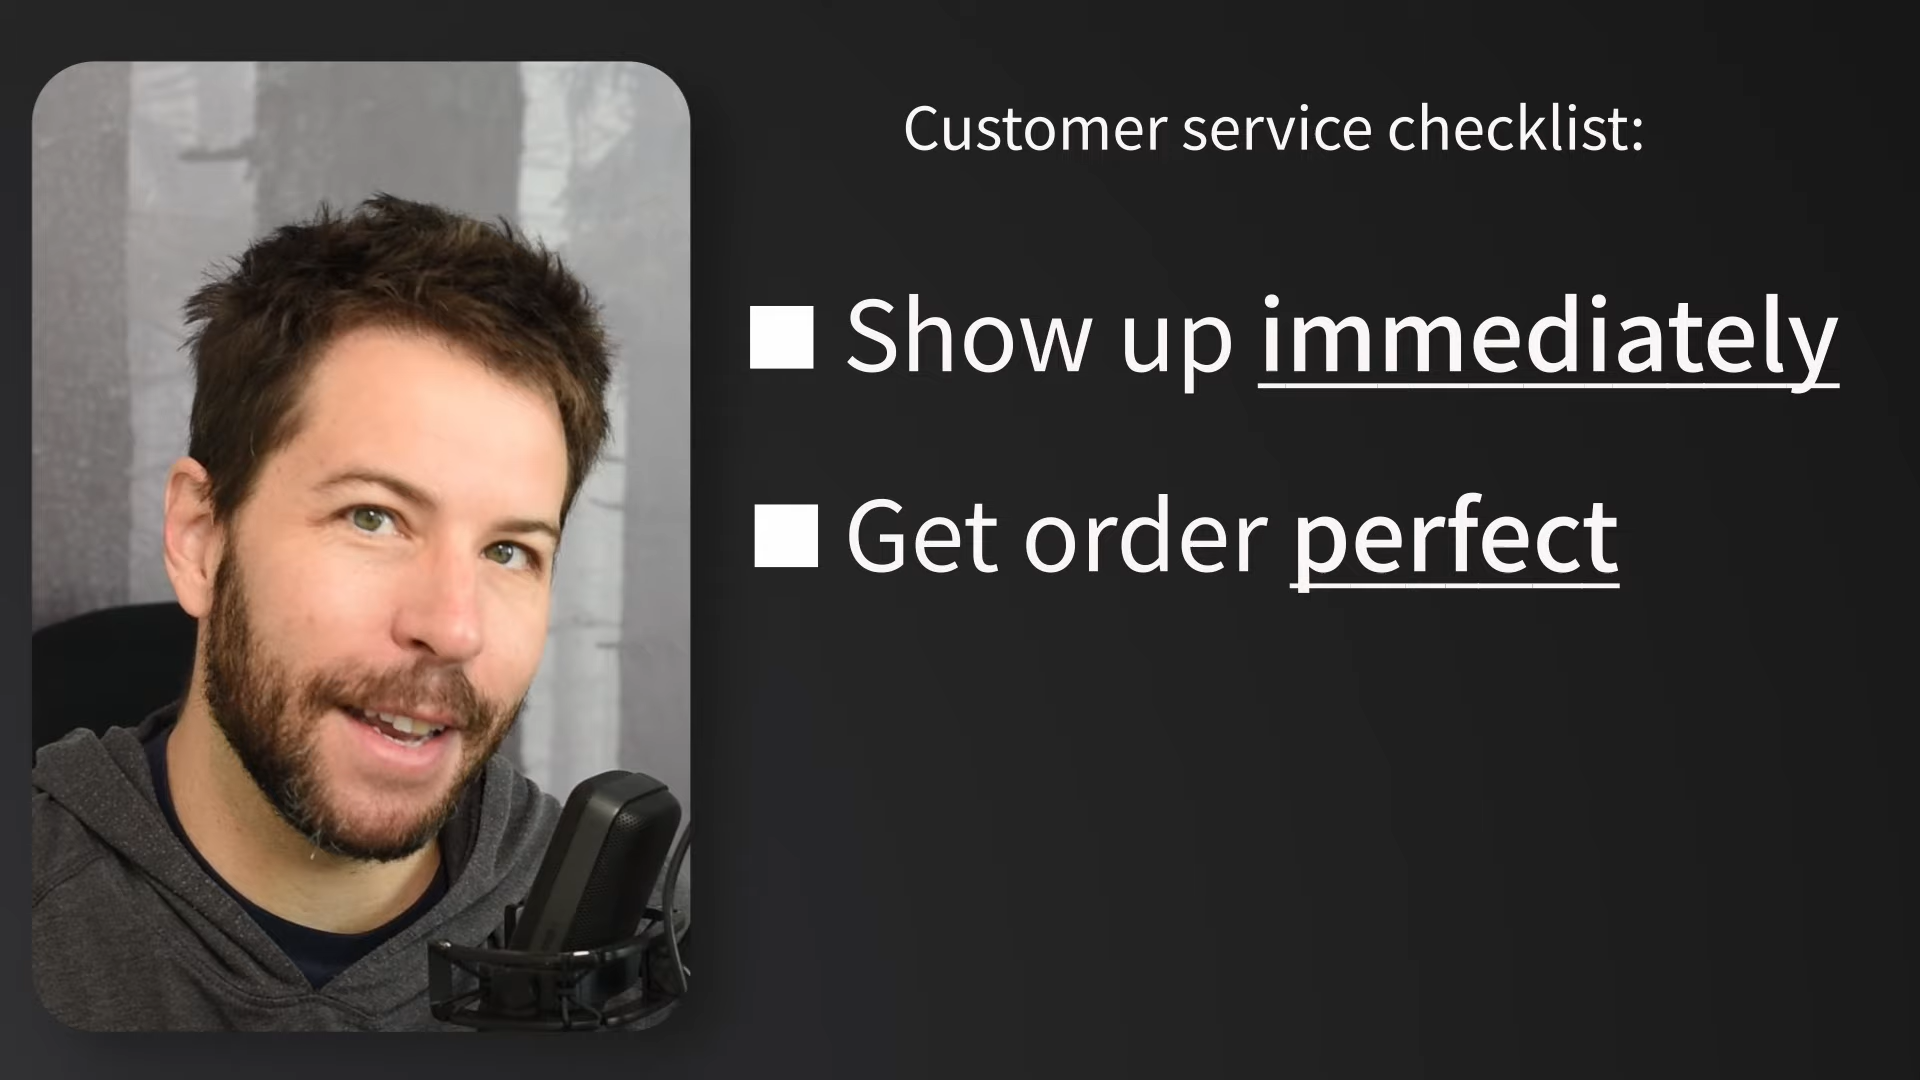 Customer service checklist:
Show up immediately
Get order perfect